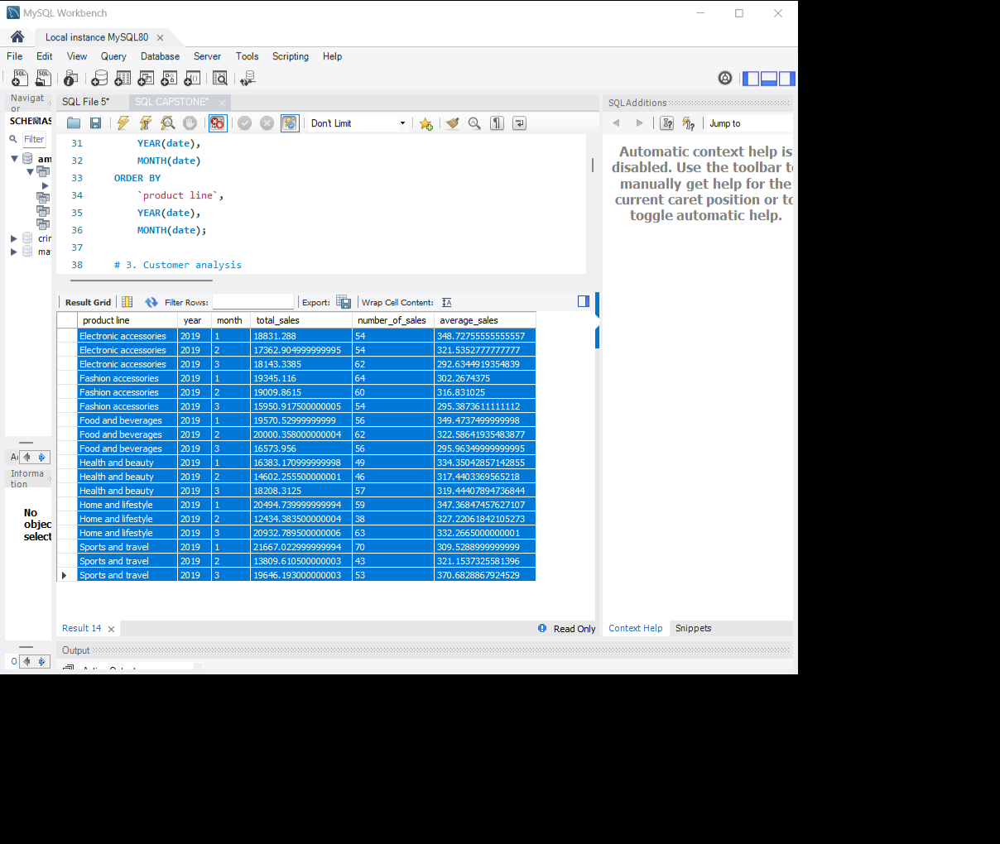 MySQL Workbench
Local instance MySQL80
File Edit View Query Database Server Tools Scripting Help
Navigat
or
SCHEMAS
Filter
am
crir
ma
SQL File 5*
SQL CAPSTONE*
Don't Limit
31 YEAR(date),
32 MONTH(date)
33 ORDER BY
34 `product line`,
35 YEAR(date),
36 MONTH(date);
37
38 # 3. Customer analysis
Result Grid Filter Rows: Export: Wrap Cell Content:
product line year month total_sales number_of_sales average_sales
Electronic accessories 2019 1 18831.288 54 348.72755555555557
Electronic accessories 2019 2 17362.904999999995 54 321.5352777777777
Electronic accessories 2019 3 18143.3385 62 292.6344919354839
Fashion accessories 2019 1 19345.116 64 302.2674375
Fashion accessories 2019 2 19009.8615 60 316.831025
Fashion accessories 2019 3 15950.917500000005 54 295.3873611111112
Food and beverages 2019 1 19570.52999999999 56 349.4737499999998
Food and beverages 2019 2 20000.358000000004 62 322.58641935483877
Food and beverages 2019 3 16573.956 56 295.96349999999995
Health and beauty 2019 1 16383.170999999998 49 334.35042857142855
Health and beauty 2019 2 14602.255500000001 46 317.4403369565218
Health and beauty 2019 3 18208.3125 57 319.44407894736844
Home and lifestyle 2019 1 20494.739999999994 59 347.36847457627107
Home and lifestyle 2019 2 12434.383500000004 38 327.22061842105273
Home and lifestyle 2019 3 20932.789500000006 63 332.2665000000001
Sports and travel 2019 1 21667.022999999994 70 309.5288999999999
Sports and travel 2019 2 13809.610500000003 43 321.1537325581396
Sports and travel 2019 3 19646.193000000003 53 370.6828867924529
Informa
tion
No
objec
select
Result 14
Read Only
Output
SQLAdditions
Jump to
Automatic context help is
disabled. Use the toolbar to
manually get help for the
current caret position or to
toggle automatic help.
Context Help Snippets